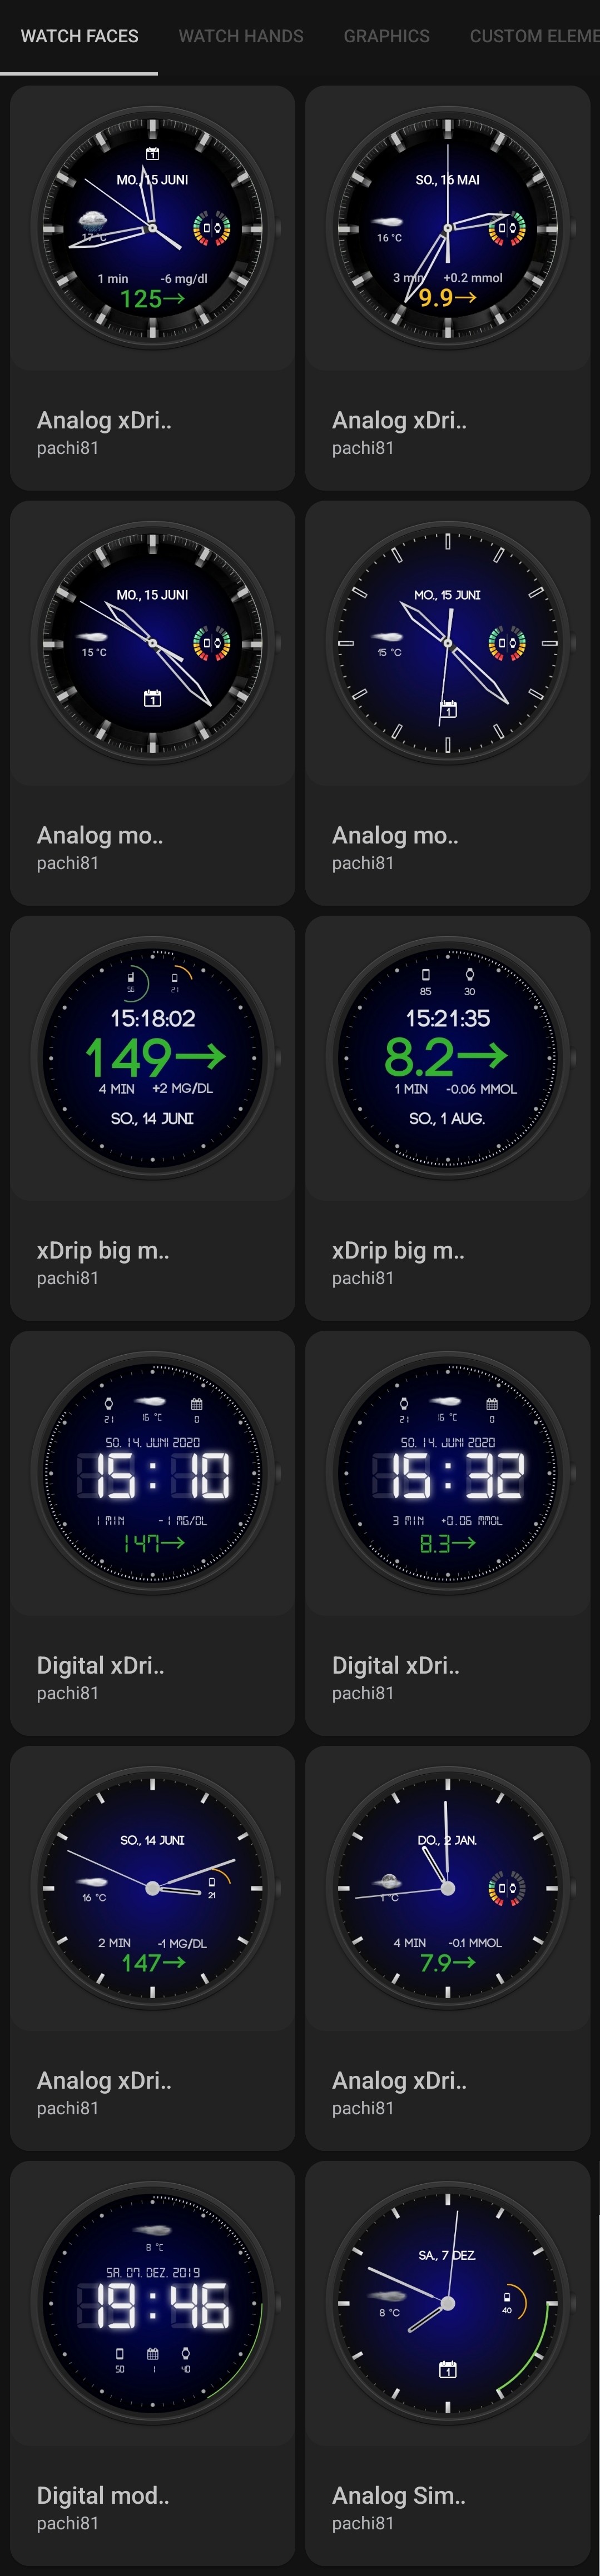 WATCH FACES WATCH HANDS GRAPHICS CUSTOM ELEME
1
MO., 15 JUNI
17 °C
1 min -6 mg/dl
125→
Analog xDri..
pachi81
SO., 16 MAI
16 °C
3 min +0.2 mmol
9.9→
Analog xDri..
pachi81
MO., 15 JUNI
15 °C
1
Analog mo..
pachi81
MO., 15 JUNI
15 °C
1
Analog mo..
pachi81
56 21
15:18:02
149→
4 MIN +2 MG/DL
SO., 14 JUNI
xDrip big m..
pachi81
85 30
15:21:35
8.2→
1 MIN -0.06 MMOL
SO., 1 AUG.
xDrip big m..
pachi81
21 16 °C 0
SO. 14. JUNI 2020
15:10
1 MIN -1 MG/DL
147→
Digital xDri..
pachi81
21 16 °C 0
SO. 14. JUNI 2020
15:32
3 MIN +0.06 MMOL
8.3→
Digital xDri..
pachi81
SO., 14 JUNI
16 °C 21
2 MIN -1 MG/DL
147→
Analog xDri..
pachi81
DO., 2 JAN.
1 °C
4 MIN -0.1 MMOL
7.9→
Analog xDri..
pachi81
8 °C
SA. 07. DEZ. 2019
19:46
50 1 40
Digital mod..
pachi81
SA., 7 DEZ.
8 °C 40
1
Analog Sim..
pachi81